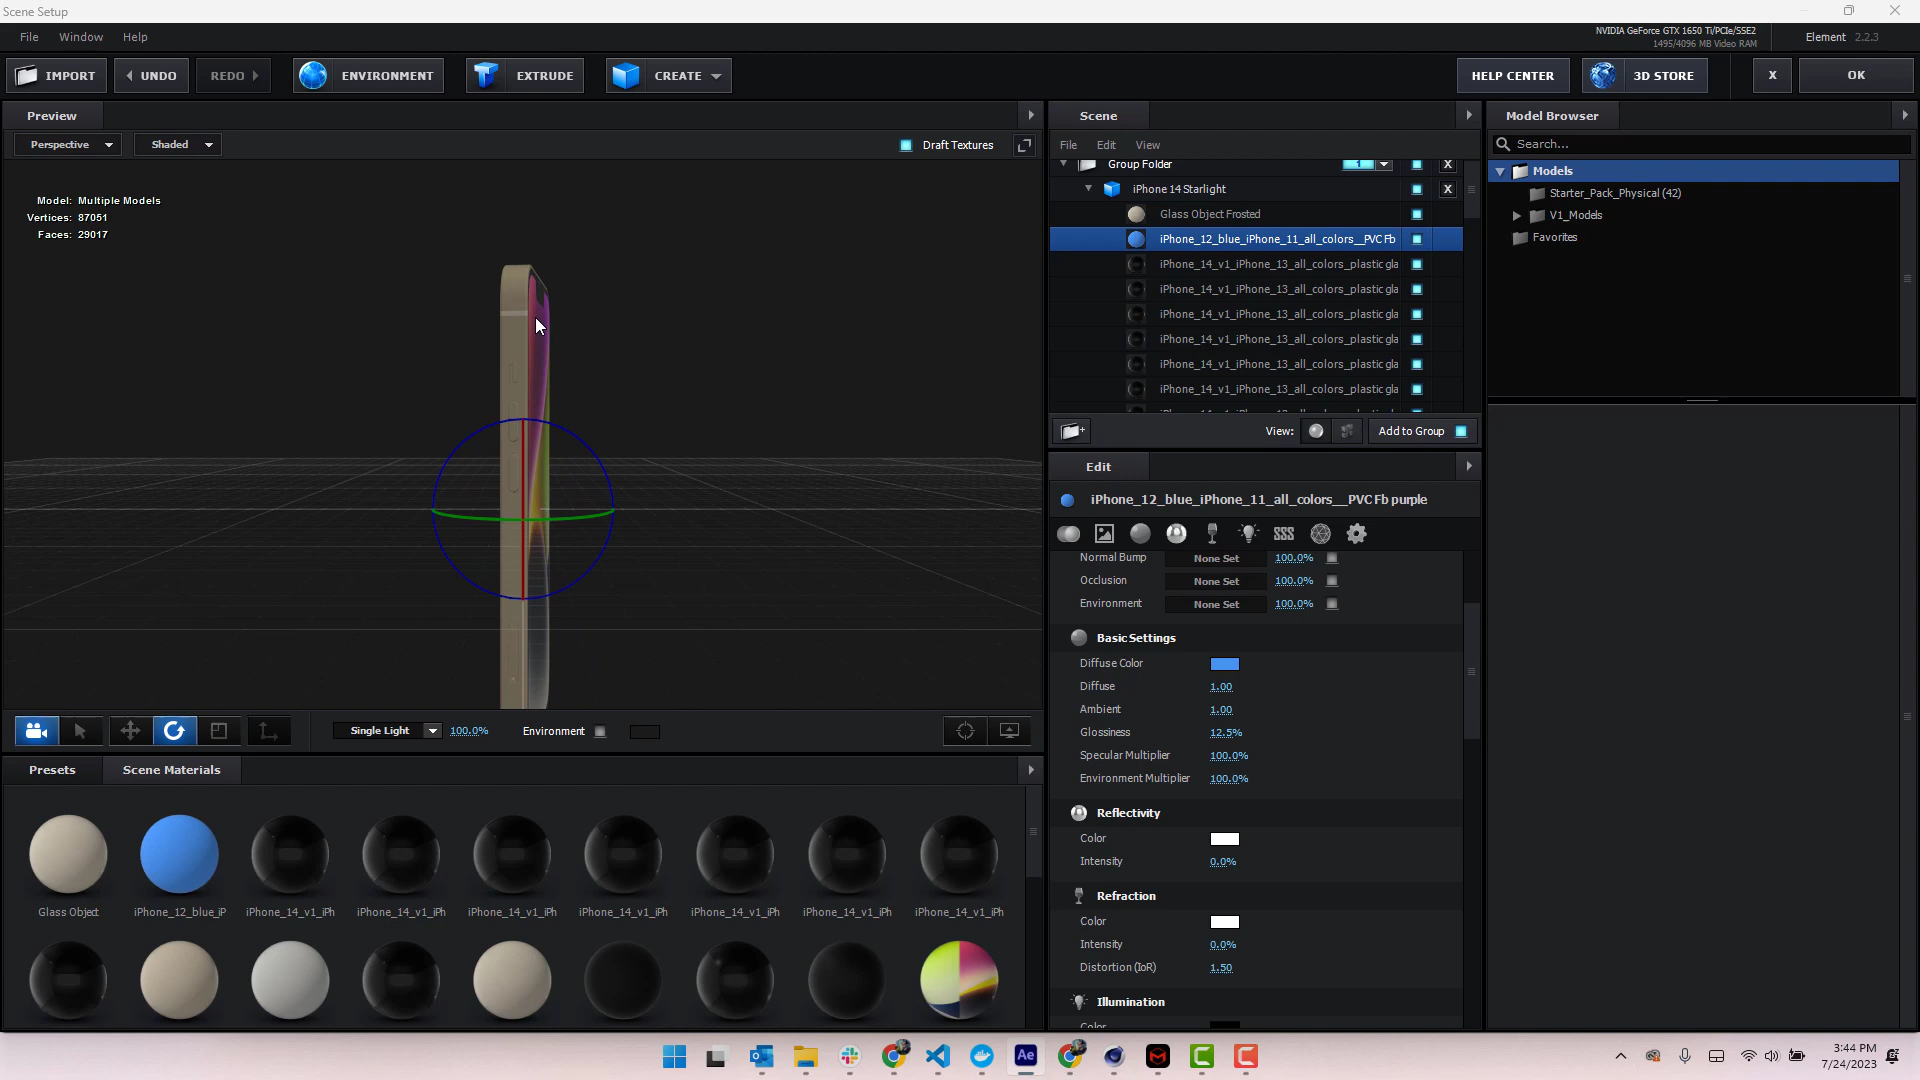 Scene Setup
File Window Help
NVIDIA GeForce GTX 1650 Ti/PCIe/SSE2
1495/4096 MB Video RAM
Element 2.2.3
IMPORT UNDO REDO ENVIRONMENT EXTRUDE CREATE HELP CENTER 3D STORE X OK
Preview
Perspective Shaded Draft Textures
Model: Multiple Models
Vertices: 87051
Faces: 29017
Single Light 100.0% Environment
Presets Scene Materials
Glass Object iPhone_12_blue_iP iPhone_14_v1_iPh iPhone_14_v1_iPh iPhone_14_v1_iPh iPhone_14_v1_iPh iPhone_14_v1_iPh iPhone_14_v1_iPh iPhone_14_v1_iPh
Scene
File Edit View
Group Folder 1 X
iPhone 14 Starlight X
Glass Object Frosted
iPhone_12_blue_iPhone_11_all_colors__PVC Fb
iPhone_14_v1_iPhone_13_all_colors_plastic gla
iPhone_14_v1_iPhone_13_all_colors_plastic gla
iPhone_14_v1_iPhone_13_all_colors_plastic gla
iPhone_14_v1_iPhone_13_all_colors_plastic gla
iPhone_14_v1_iPhone_13_all_colors_plastic gla
iPhone_14_v1_iPhone_13_all_colors_plastic gla
View: Add to Group
Edit
iPhone_12_blue_iPhone_11_all_colors__PVC Fb purple
SSS
Normal Bump None Set 100.0%
Occlusion None Set 100.0%
Environment None Set 100.0%
Basic Settings
Diffuse Color
Diffuse 1.00
Ambient 1.00
Glossiness 12.5%
Specular Multiplier 100.0%
Environment Multiplier 100.0%
Reflectivity
Color
Intensity 0.0%
Refraction
Color
Intensity 0.0%
Distortion (IoR) 1.50
Illumination
Color
Model Browser
Search...
Models
Starter_Pack_Physical (42)
V1_Models
Favorites
Ae
3:44 PM
7/24/2023